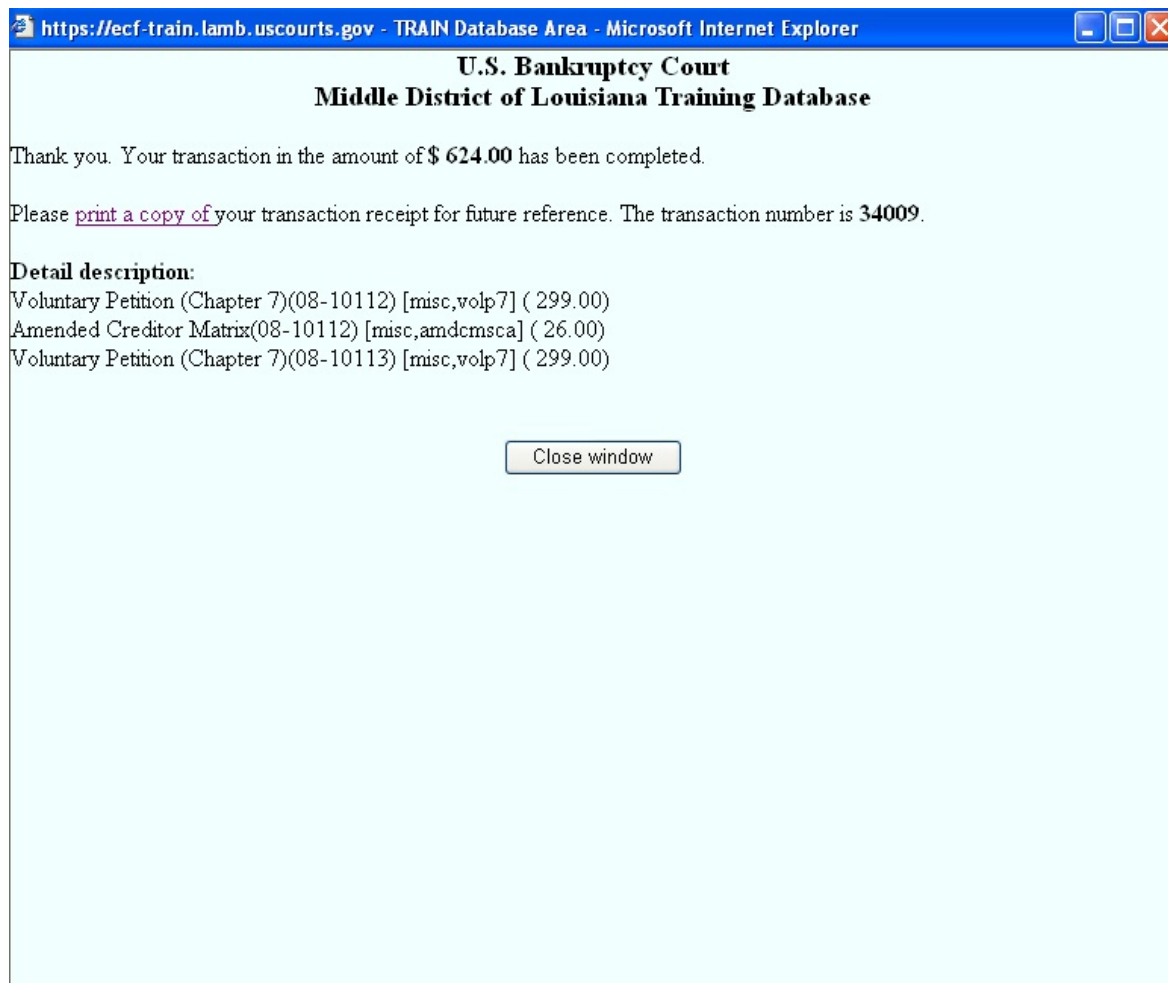 https://ecf-train.lamb.uscourts.gov - TRAIN Database Area - Microsoft Internet Explorer
U.S. Bankruptcy Court
Middle District of Louisiana Training Database
Thank you. Your transaction in the amount of $ 624.00 has been completed.
Please print a copy of your transaction receipt for future reference. The transaction number is 34009.
Detail description:
Voluntary Petition (Chapter 7)(08-10112) [misc,volp7] ( 299.00)
Amended Creditor Matrix(08-10112) [misc,amdcmsca] ( 26.00)
Voluntary Petition (Chapter 7)(08-10113) [misc,volp7] ( 299.00)
Close window